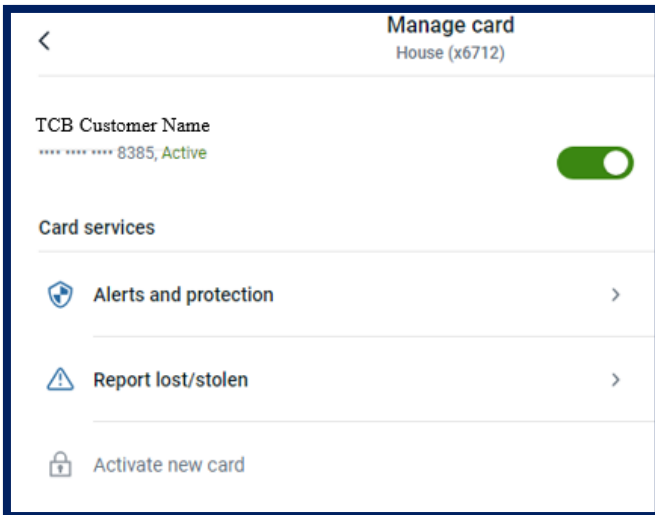 Manage card
House (x6712)
TCB Customer Name
•••• •••• •••• 8385, Active
Card services
Alerts and protection
Report lost/stolen
Activate new card